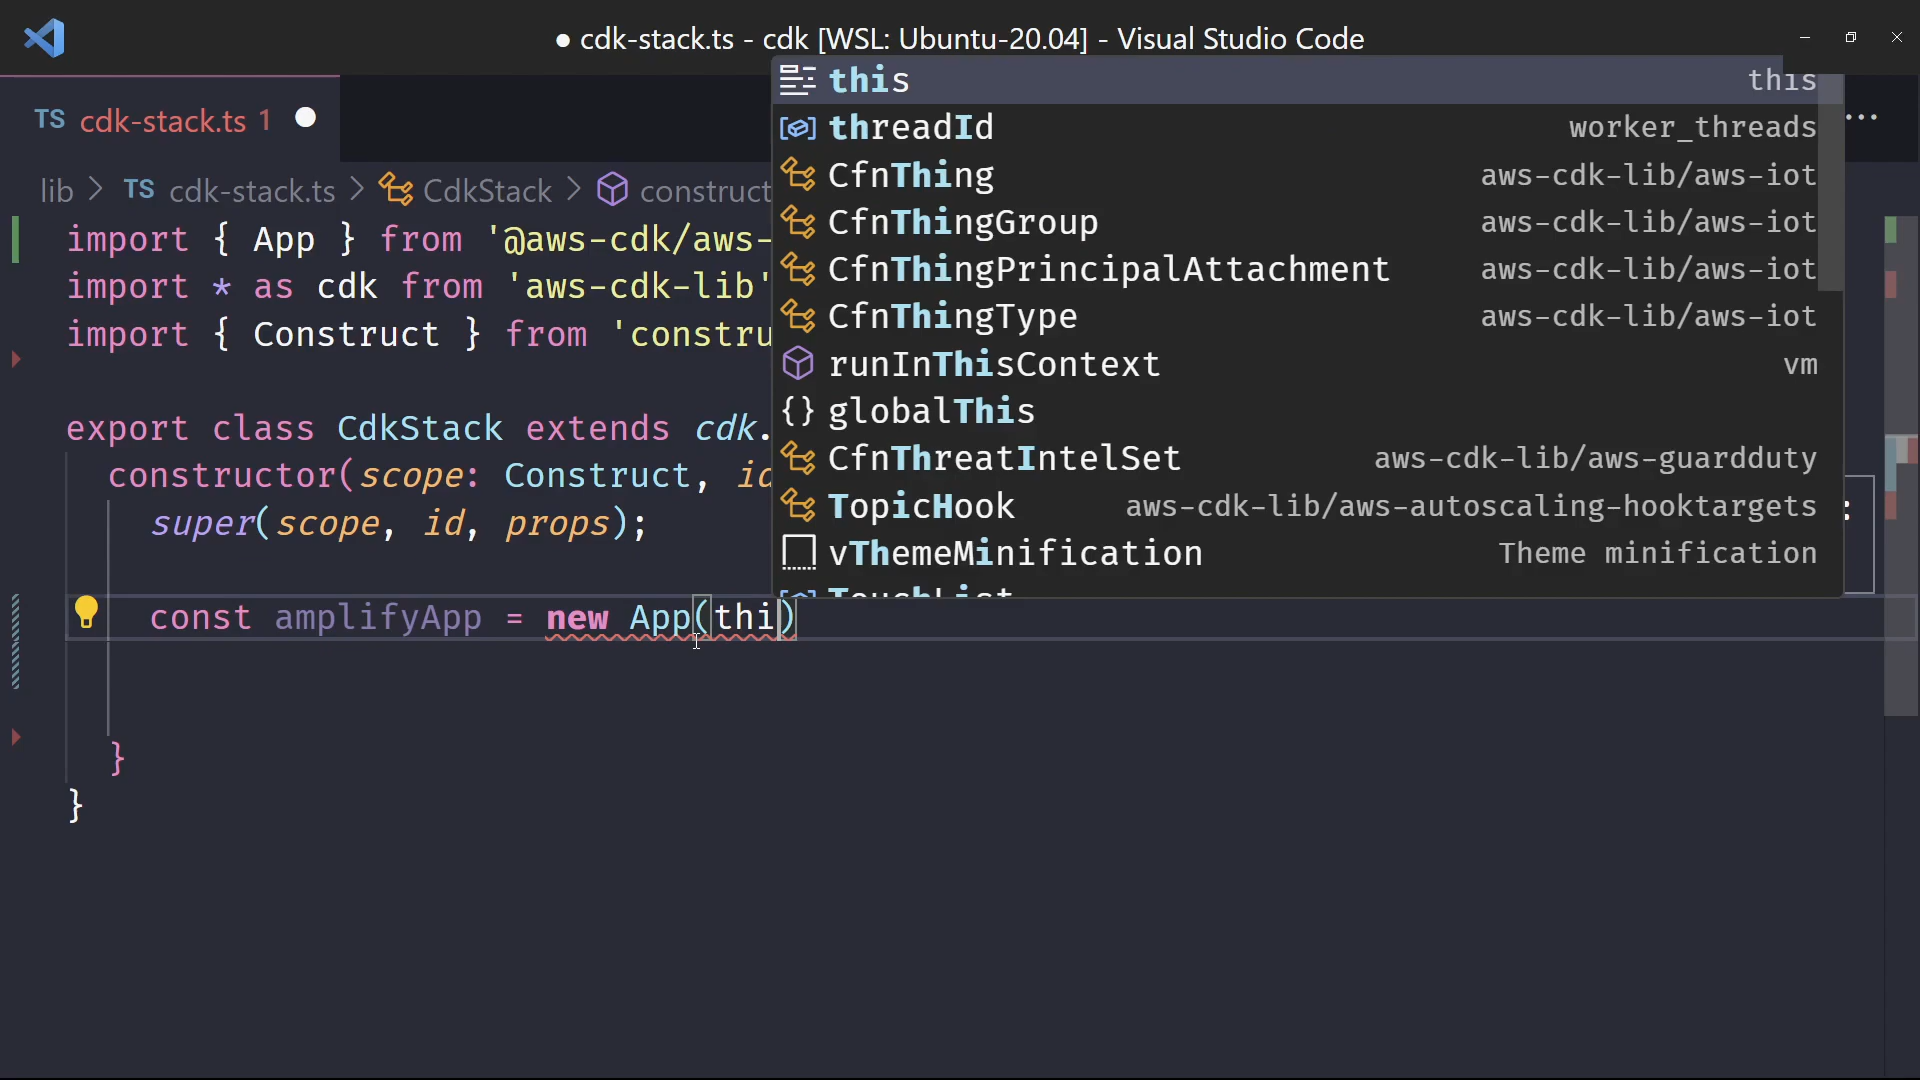 ● cdk-stack.ts - cdk [WSL: Ubuntu-20.04] - Visual Studio Code
TS cdk-stack.ts 1 ●
lib > TS cdk-stack.ts > CdkStack > construct
import { App } from '@aws-cdk/aws-
import * as cdk from 'aws-cdk-lib'
import { Construct } from 'constru
export class CdkStack extends cdk.
constructor(scope: Construct, id
super(scope, id, props);
const amplifyApp = new App(thi)
}
}
this this
threadId worker_threads
CfnThing aws-cdk-lib/aws-iot
CfnThingGroup aws-cdk-lib/aws-iot
CfnThingPrincipalAttachment aws-cdk-lib/aws-iot
CfnThingType aws-cdk-lib/aws-iot
runInThisContext vm
{} globalThis
CfnThreatIntelSet aws-cdk-lib/aws-guardduty
TopicHook aws-cdk-lib/aws-autoscaling-hooktargets
vThemeMinification Theme minification
TouchList
...
: